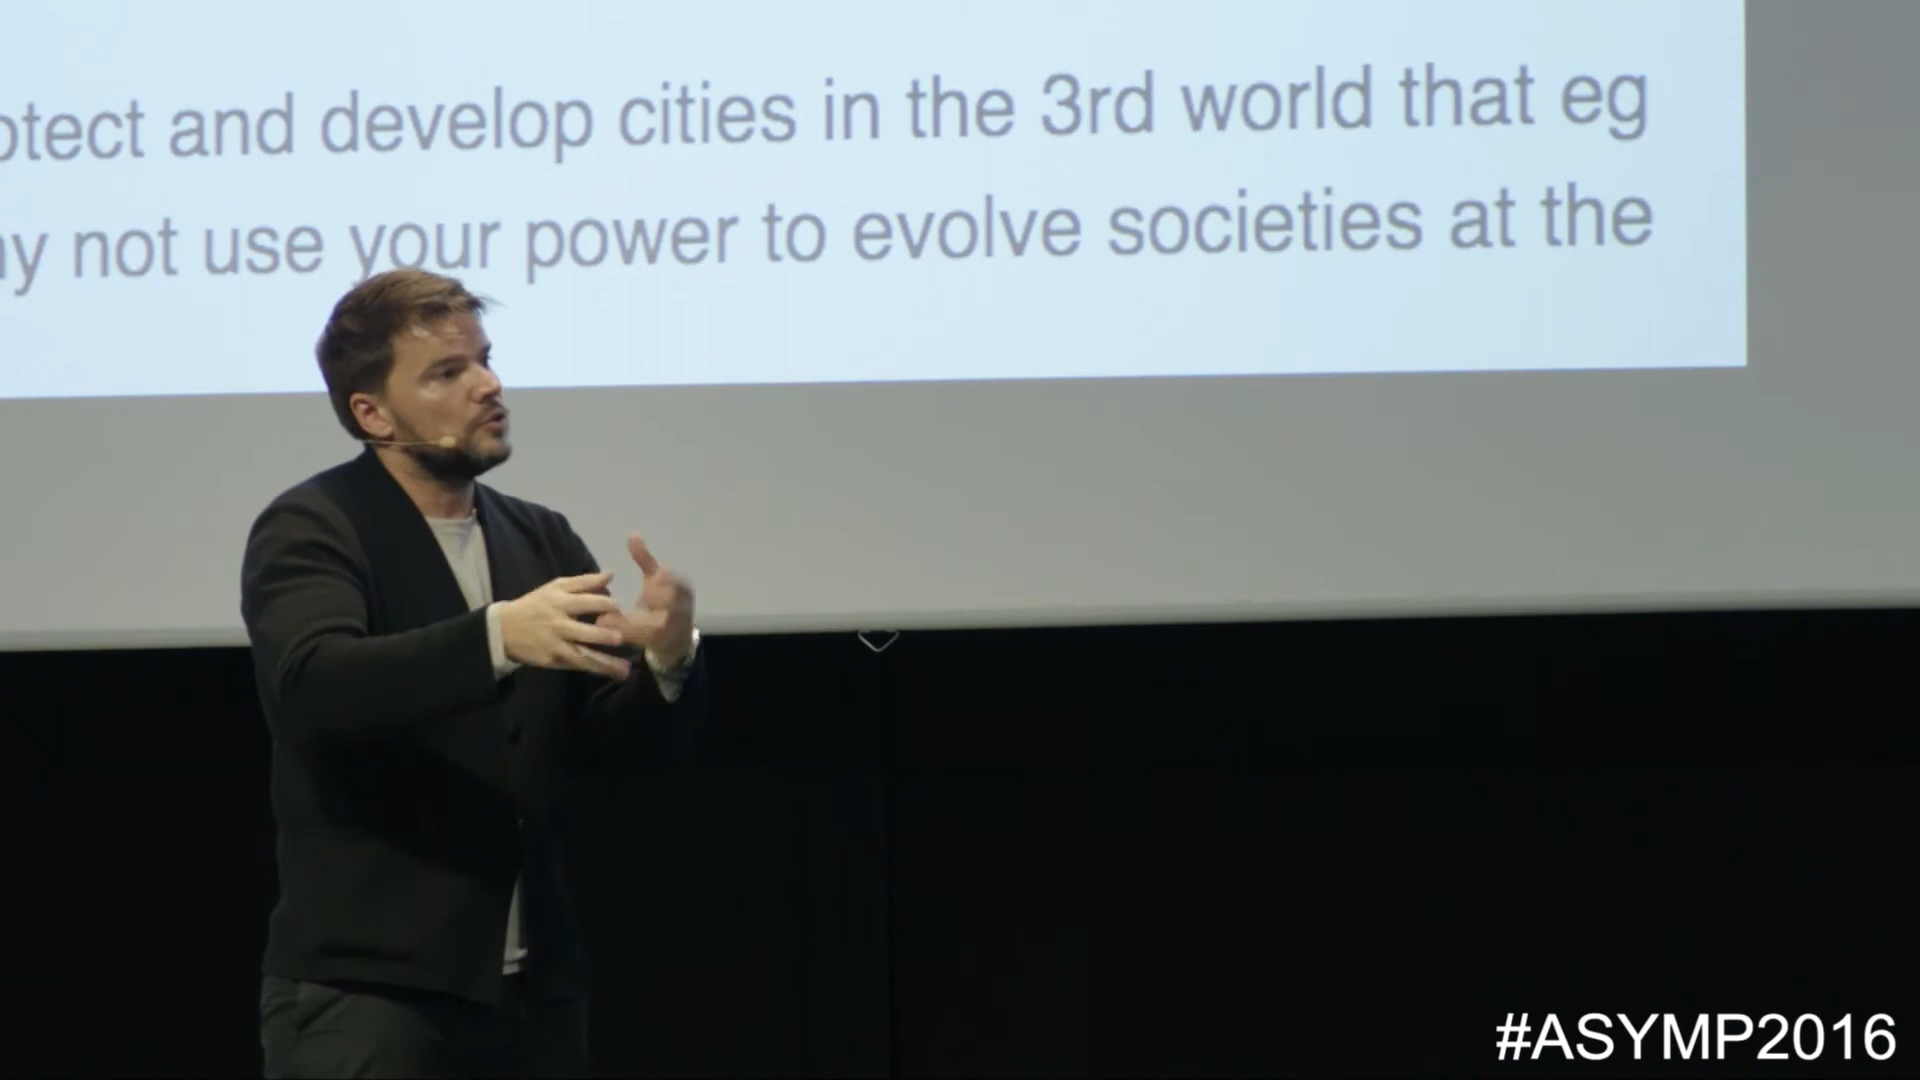 and develop cities in the 3rd world that eg
not use your power to evolve societies at the
#ASYMP2016